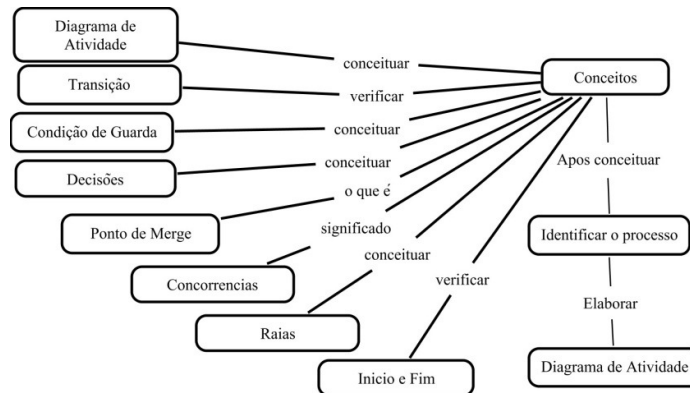 Diagrama de
Atividade
conceituar
Conceitos
Transição
verificar
Condição de Guarda
conceituar
Decisões
conceituar
Apos conceituar
o que é
Ponto de Merge
significado
Identificar o processo
conceituar
Concorrencias
verificar
Elaborar
Raias
Inicio e Fim
Diagrama de Atividade